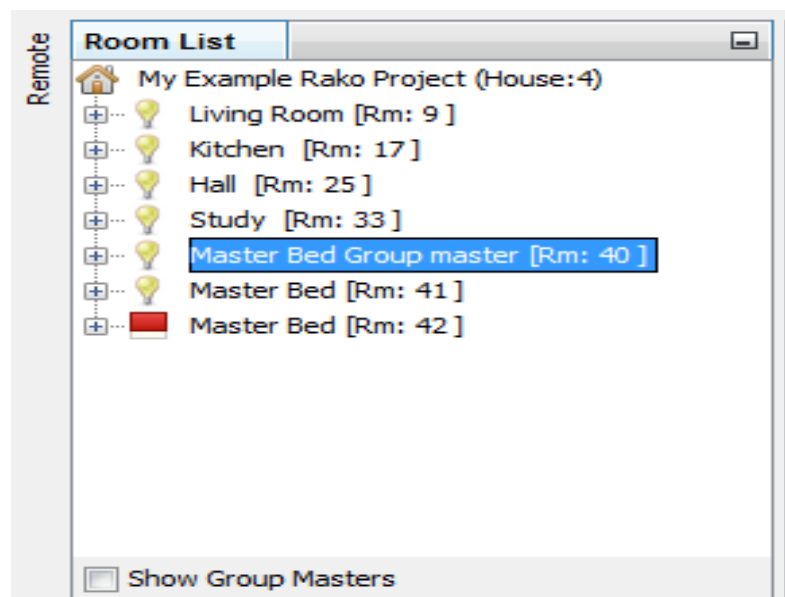 Remote
Room List
My Example Rako Project (House:4)
Living Room [Rm: 9 ]
Kitchen [Rm: 17 ]
Hall [Rm: 25 ]
Study [Rm: 33 ]
Master Bed Group master [Rm: 40 ]
Master Bed [Rm: 41 ]
Master Bed [Rm: 42 ]
Show Group Masters